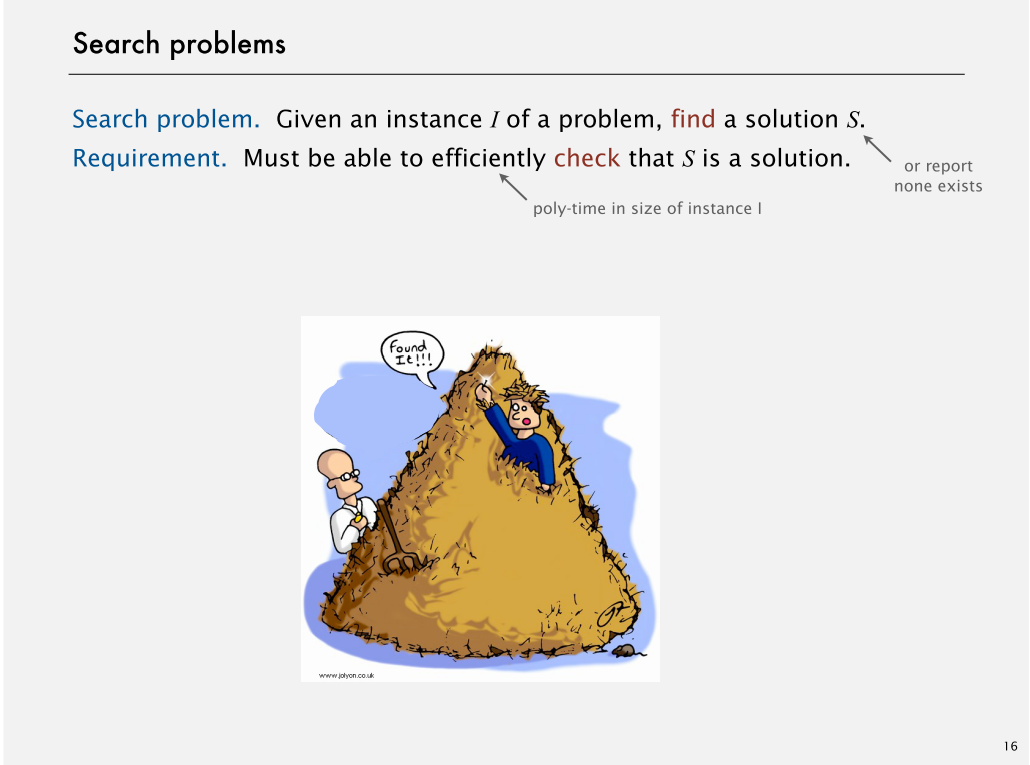 Search problems
Search problem. Given an instance I of a problem, find a solution S.
Requirement. Must be able to efficiently check that S is a solution.
or report
none exists
poly-time in size of instance I
Found
It!!!
www.jolyon.co.uk
16